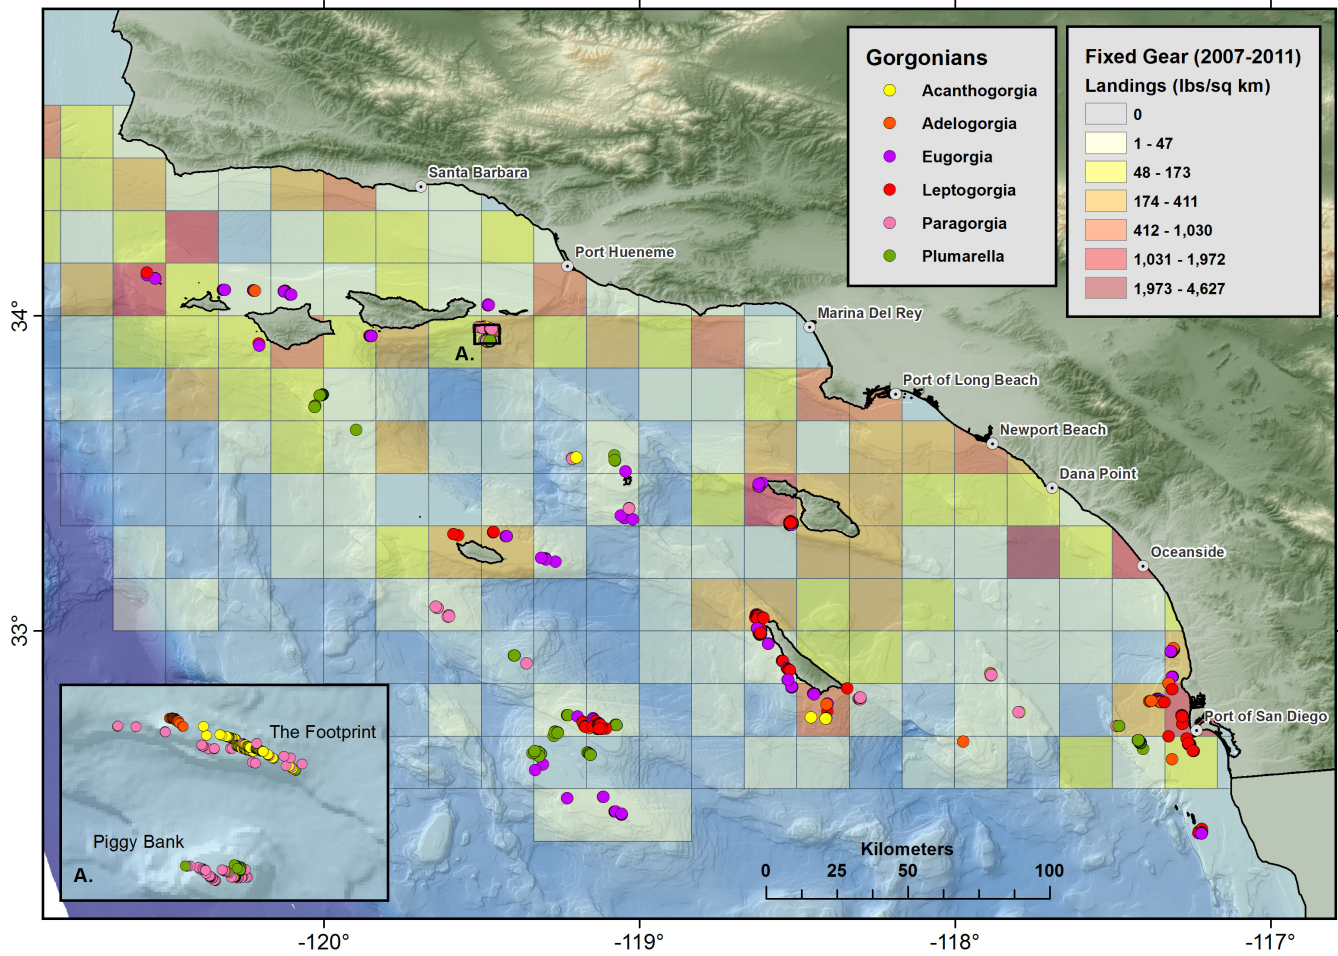 Gorgonians
Acanthogorgia
Adelogorgia
Eugorgia
Leptogorgia
Paragorgia
Plumarella
Fixed Gear (2007-2011)
Landings (lbs/sq km)
0
1 - 47
48 - 173
174 - 411
412 - 1,030
1,031 - 1,972
1,973 - 4,627
Santa Barbara
Port Hueneme
Marina Del Rey
Port of Long Beach
Newport Beach
Dana Point
Oceanside
Port of San Diego
A.
34°
33°
The Footprint
Piggy Bank
A.
Kilometers
0 25 50 100
-120° -119° -118° -117°